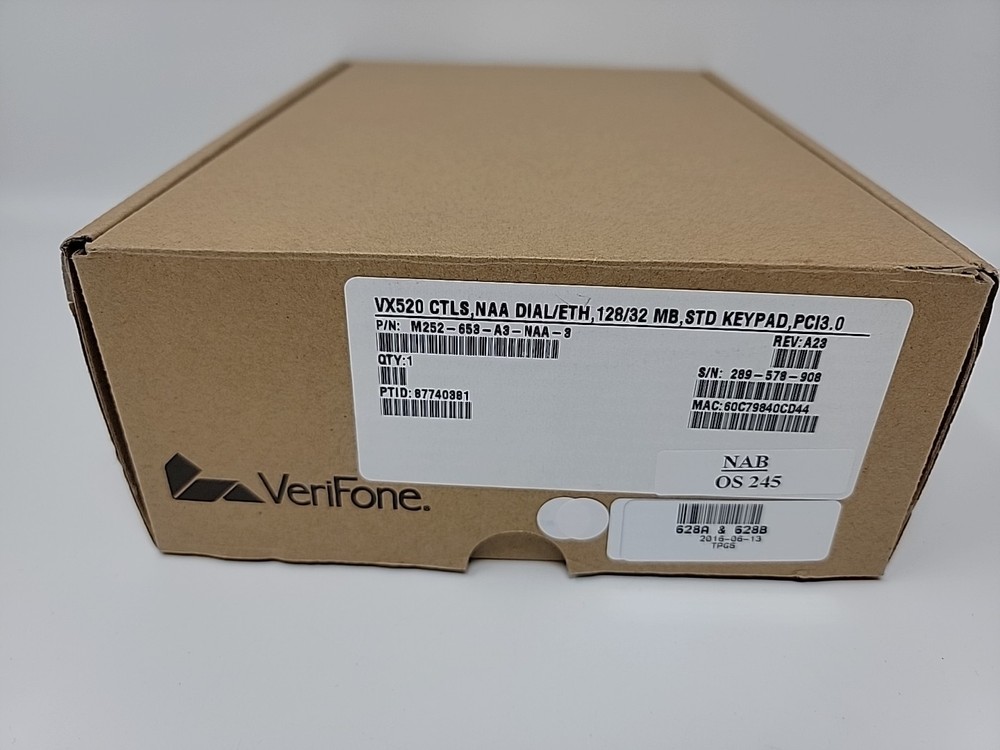 VX520 CTLS,NAA DIAL/ETH,128/32 MB,STD KEYPAD,PCI3.0
P/N: M252-653-A3-NAA-3
REV:A23
QTY:1
S/N: 289-578-908
PTID:87740381
MAC:60C79840CD44
NAB
OS 245
VeriFone.
628A & 628B
2016-06-13
TPGS